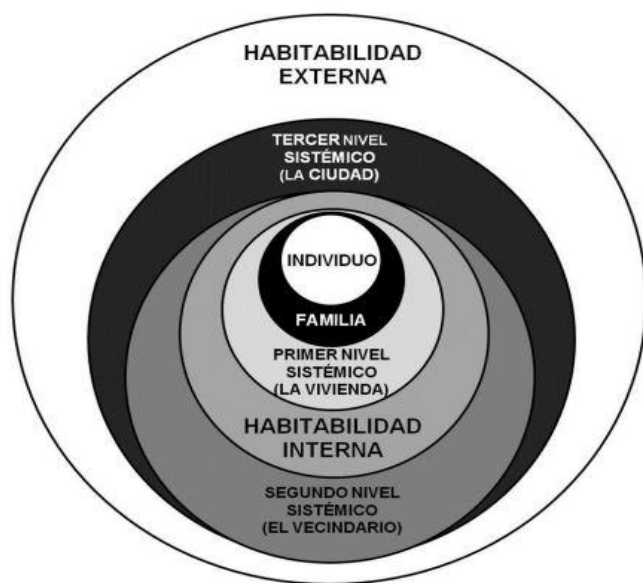 HABITABILIDAD
EXTERNA
TERCER NIVEL
SISTÉMICO
(LA CIUDAD)
INDIVIDUO
FAMILIA
PRIMER NIVEL
SISTÉMICO
(LA VIVIENDA)
HABITABILIDAD
INTERNA
SEGUNDO NIVEL
SISTÉMICO
(EL VECINDARIO)